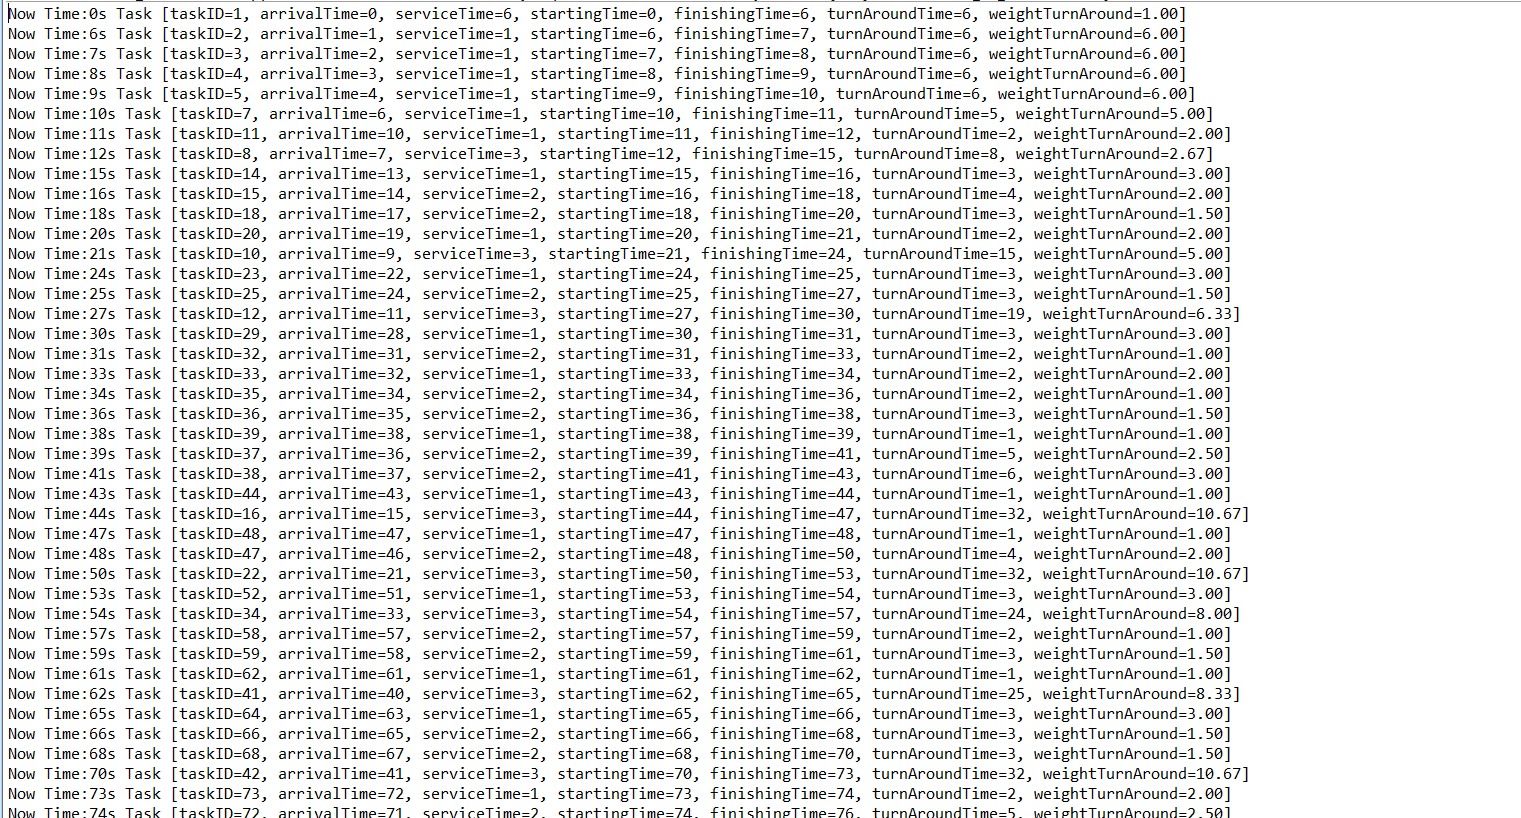 Now Time:0s Task [taskID=1, arrivalTime=0, serviceTime=6, startingTime=0, finishingTime=6, turnAroundTime=6, weightTurnAround=1.00]
Now Time:6s Task [taskID=2, arrivalTime=1, serviceTime=1, startingTime=6, finishingTime=7, turnAroundTime=6, weightTurnAround=6.00]
Now Time:7s Task [taskID=3, arrivalTime=2, serviceTime=1, startingTime=7, finishingTime=8, turnAroundTime=6, weightTurnAround=6.00]
Now Time:8s Task [taskID=4, arrivalTime=3, serviceTime=1, startingTime=8, finishingTime=9, turnAroundTime=6, weightTurnAround=6.00]
Now Time:9s Task [taskID=5, arrivalTime=4, serviceTime=1, startingTime=9, finishingTime=10, turnAroundTime=6, weightTurnAround=6.00]
Now Time:10s Task [taskID=7, arrivalTime=6, serviceTime=1, startingTime=10, finishingTime=11, turnAroundTime=5, weightTurnAround=5.00]
Now Time:11s Task [taskID=11, arrivalTime=10, serviceTime=1, startingTime=11, finishingTime=12, turnAroundTime=2, weightTurnAround=2.00]
Now Time:12s Task [taskID=8, arrivalTime=7, serviceTime=3, startingTime=12, finishingTime=15, turnAroundTime=8, weightTurnAround=2.67]
Now Time:15s Task [taskID=14, arrivalTime=13, serviceTime=1, startingTime=15, finishingTime=16, turnAroundTime=3, weightTurnAround=3.00]
Now Time:16s Task [taskID=15, arrivalTime=14, serviceTime=2, startingTime=16, finishingTime=18, turnAroundTime=4, weightTurnAround=2.00]
Now Time:18s Task [taskID=18, arrivalTime=17, serviceTime=2, startingTime=18, finishingTime=20, turnAroundTime=3, weightTurnAround=1.50]
Now Time:20s Task [taskID=20, arrivalTime=19, serviceTime=1, startingTime=20, finishingTime=21, turnAroundTime=2, weightTurnAround=2.00]
Now Time:21s Task [taskID=10, arrivalTime=9, serviceTime=3, startingTime=21, finishingTime=24, turnAroundTime=15, weightTurnAround=5.00]
Now Time:24s Task [taskID=23, arrivalTime=22, serviceTime=1, startingTime=24, finishingTime=25, turnAroundTime=3, weightTurnAround=3.00]
Now Time:25s Task [taskID=25, arrivalTime=24, serviceTime=2, startingTime=25, finishingTime=27, turnAroundTime=3, weightTurnAround=1.50]
Now Time:27s Task [taskID=12, arrivalTime=11, serviceTime=3, startingTime=27, finishingTime=30, turnAroundTime=19, weightTurnAround=6.33]
Now Time:30s Task [taskID=29, arrivalTime=28, serviceTime=1, startingTime=30, finishingTime=31, turnAroundTime=3, weightTurnAround=3.00]
Now Time:31s Task [taskID=32, arrivalTime=31, serviceTime=2, startingTime=31, finishingTime=33, turnAroundTime=2, weightTurnAround=1.00]
Now Time:33s Task [taskID=33, arrivalTime=32, serviceTime=1, startingTime=33, finishingTime=34, turnAroundTime=2, weightTurnAround=2.00]
Now Time:34s Task [taskID=35, arrivalTime=34, serviceTime=2, startingTime=34, finishingTime=36, turnAroundTime=2, weightTurnAround=1.00]
Now Time:36s Task [taskID=36, arrivalTime=35, serviceTime=2, startingTime=36, finishingTime=38, turnAroundTime=3, weightTurnAround=1.50]
Now Time:38s Task [taskID=39, arrivalTime=38, serviceTime=1, startingTime=38, finishingTime=39, turnAroundTime=1, weightTurnAround=1.00]
Now Time:39s Task [taskID=37, arrivalTime=36, serviceTime=2, startingTime=39, finishingTime=41, turnAroundTime=5, weightTurnAround=2.50]
Now Time:41s Task [taskID=38, arrivalTime=37, serviceTime=2, startingTime=41, finishingTime=43, turnAroundTime=6, weightTurnAround=3.00]
Now Time:43s Task [taskID=44, arrivalTime=43, serviceTime=1, startingTime=43, finishingTime=44, turnAroundTime=1, weightTurnAround=1.00]
Now Time:44s Task [taskID=16, arrivalTime=15, serviceTime=3, startingTime=44, finishingTime=47, turnAroundTime=32, weightTurnAround=10.67]
Now Time:47s Task [taskID=48, arrivalTime=47, serviceTime=1, startingTime=47, finishingTime=48, turnAroundTime=1, weightTurnAround=1.00]
Now Time:48s Task [taskID=47, arrivalTime=46, serviceTime=2, startingTime=48, finishingTime=50, turnAroundTime=4, weightTurnAround=2.00]
Now Time:50s Task [taskID=22, arrivalTime=21, serviceTime=3, startingTime=50, finishingTime=53, turnAroundTime=32, weightTurnAround=10.67]
Now Time:53s Task [taskID=52, arrivalTime=51, serviceTime=1, startingTime=53, finishingTime=54, turnAroundTime=3, weightTurnAround=3.00]
Now Time:54s Task [taskID=34, arrivalTime=33, serviceTime=3, startingTime=54, finishingTime=57, turnAroundTime=24, weightTurnAround=8.00]
Now Time:57s Task [taskID=58, arrivalTime=57, serviceTime=2, startingTime=57, finishingTime=59, turnAroundTime=2, weightTurnAround=1.00]
Now Time:59s Task [taskID=59, arrivalTime=58, serviceTime=2, startingTime=59, finishingTime=61, turnAroundTime=3, weightTurnAround=1.50]
Now Time:61s Task [taskID=62, arrivalTime=61, serviceTime=1, startingTime=61, finishingTime=62, turnAroundTime=1, weightTurnAround=1.00]
Now Time:62s Task [taskID=41, arrivalTime=40, serviceTime=3, startingTime=62, finishingTime=65, turnAroundTime=25, weightTurnAround=8.33]
Now Time:65s Task [taskID=64, arrivalTime=63, serviceTime=1, startingTime=65, finishingTime=66, turnAroundTime=3, weightTurnAround=3.00]
Now Time:66s Task [taskID=66, arrivalTime=65, serviceTime=2, startingTime=66, finishingTime=68, turnAroundTime=3, weightTurnAround=1.50]
Now Time:68s Task [taskID=68, arrivalTime=67, serviceTime=2, startingTime=68, finishingTime=70, turnAroundTime=3, weightTurnAround=1.50]
Now Time:70s Task [taskID=42, arrivalTime=41, serviceTime=3, startingTime=70, finishingTime=73, turnAroundTime=32, weightTurnAround=10.67]
Now Time:73s Task [taskID=73, arrivalTime=72, serviceTime=1, startingTime=73, finishingTime=74, turnAroundTime=2, weightTurnAround=2.00]
Now Time:74s Task [taskID=72, arrivalTime=71, serviceTime=2, startingTime=74, finishingTime=76, turnAroundTime=5, weightTurnAround=2.50]